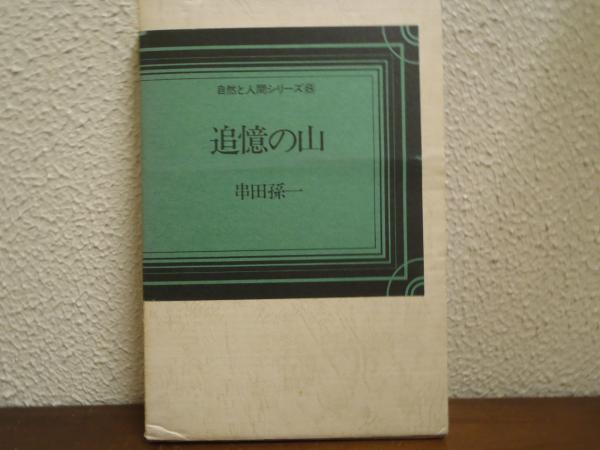 自然と人間シリーズ
追憶の山
串田孫一